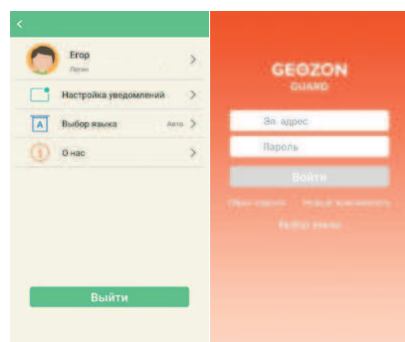 Егор
Логин
Настройка уведомлений
Выбор языка
Авто
О нас
Выйти
GEOZON
GUARD
Эл. адрес
Пароль
Войти
Выбор языка